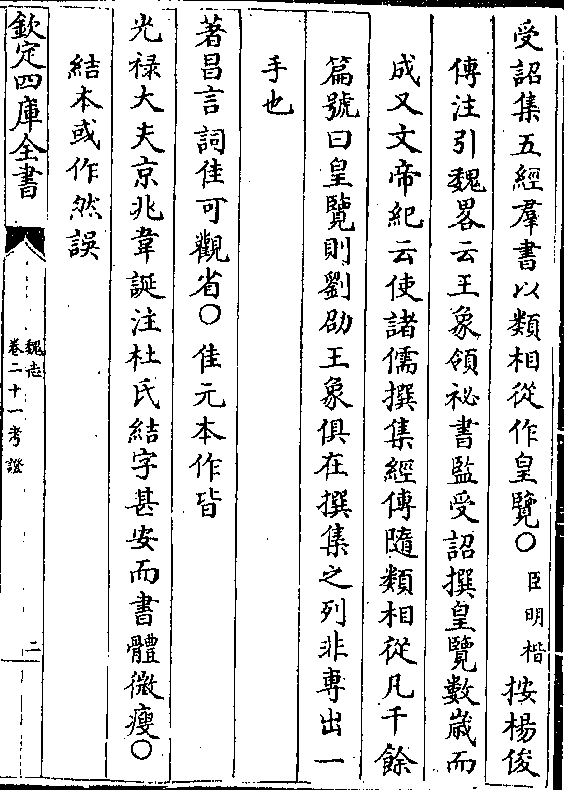 受詔集五經羣書以類相從作皇覽〇臣明楷按楊俊
傳注引魏畧云王象領祕書監受詔撰皇覽數嵗而
成又文帝紀云使諸儒撰集經傳隨類相從凡千餘
篇號曰皇覽則劉劭王象俱在撰集之列非專出一
手也
著昌言詞佳可觀省〇佳元本作皆
光禄大夫京兆韋誕注杜氏結字甚安而書體微瘦〇
結本或作然誤
欽定四庫全書
魏志
卷二十一考證
二